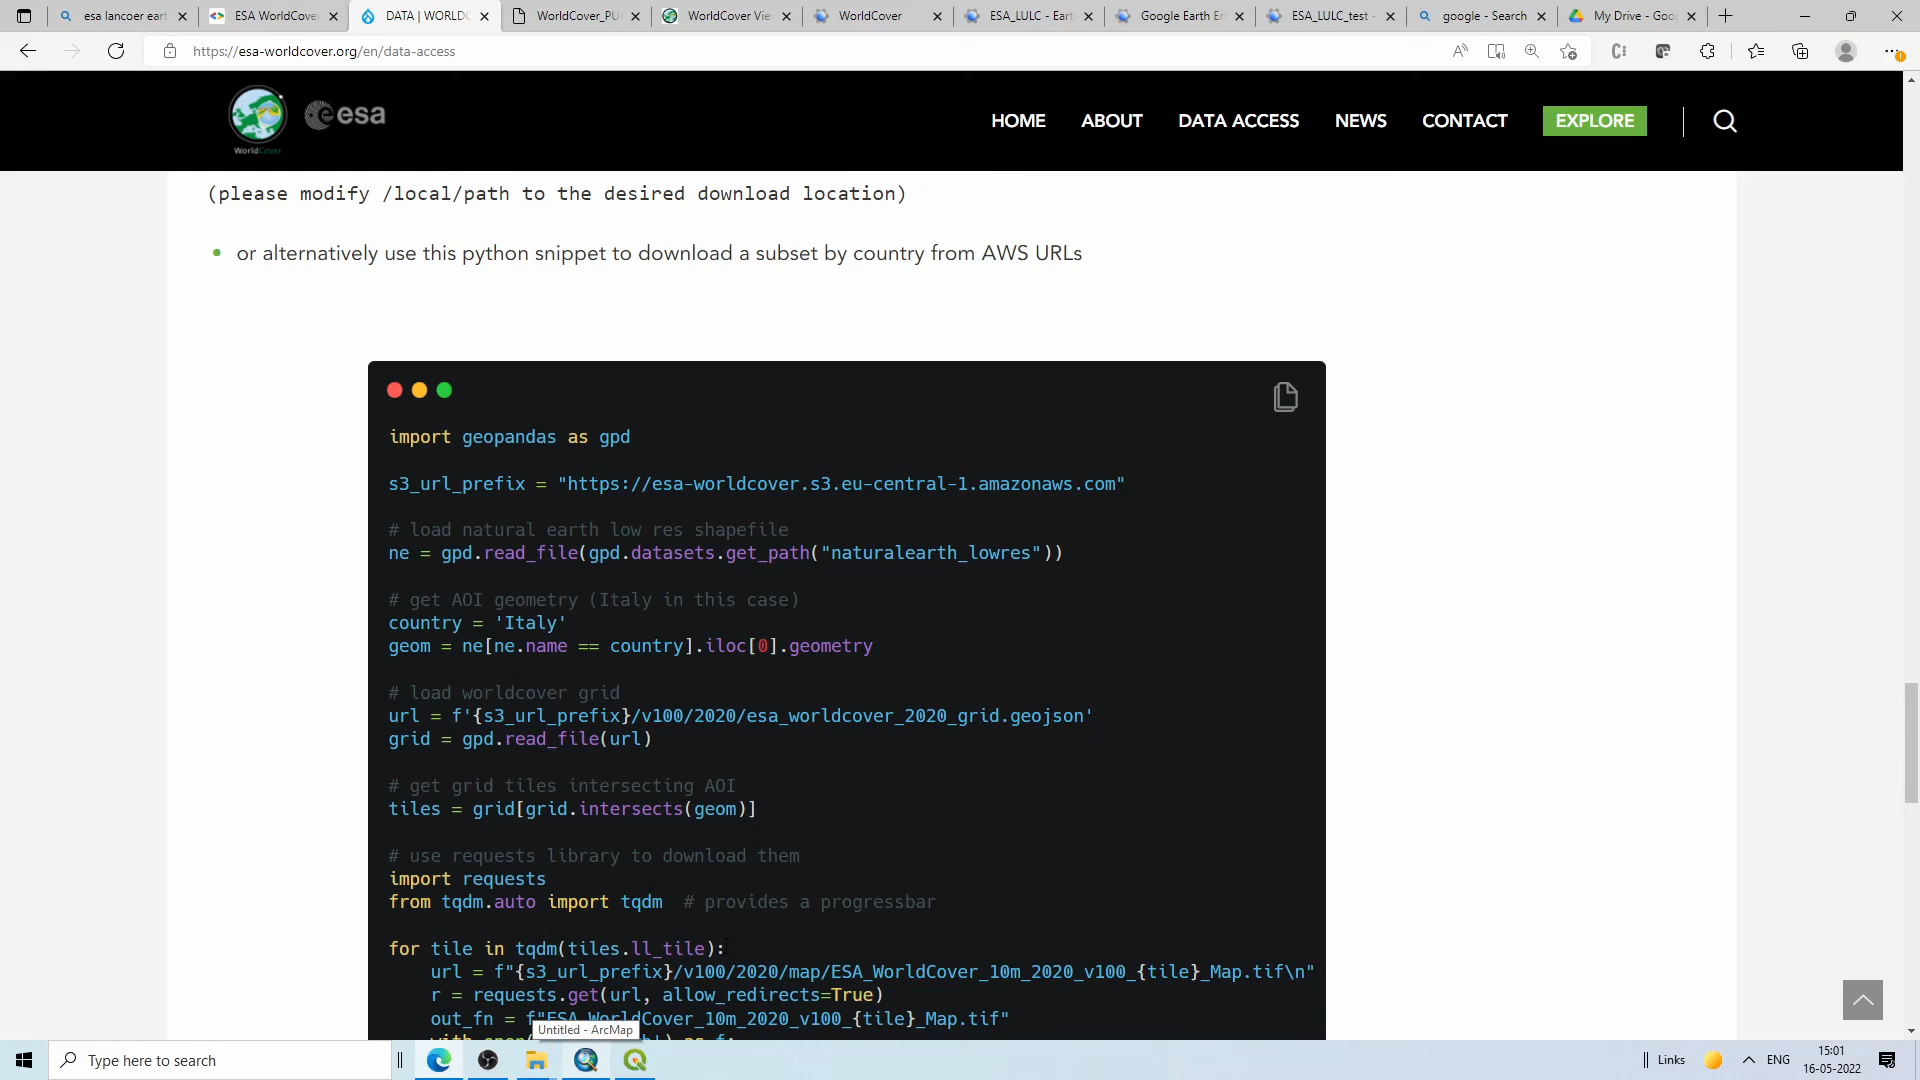 esa lancoer eart
ESA WorldCover
DATA | WORLDC
WorldCover_PU
WorldCover Vie
WorldCover
ESA_LULC - Eart
Google Earth En
ESA_LULC_test -
google - Search
My Drive - Goo
https://esa-worldcover.org/en/data-access
WorldCover
esa
HOME
ABOUT
DATA ACCESS
NEWS
CONTACT
EXPLORE
(please modify /local/path to the desired download location)
or alternatively use this python snippet to download a subset by country from AWS URLs
import geopandas as gpd
s3_url_prefix = "https://esa-worldcover.s3.eu-central-1.amazonaws.com"
# load natural earth low res shapefile
ne = gpd.read_file(gpd.datasets.get_path("naturalearth_lowres"))
# get AOI geometry (Italy in this case)
country = 'Italy'
geom = ne[ne.name == country].iloc[0].geometry
# load worldcover grid
url = f'{s3_url_prefix}/v100/2020/esa_worldcover_2020_grid.geojson'
grid = gpd.read_file(url)
# get grid tiles intersecting AOI
tiles = grid[grid.intersects(geom)]
# use requests library to download them
import requests
from tqdm.auto import tqdm  # provides a progressbar
for tile in tqdm(tiles.ll_tile):
url = f"{s3_url_prefix}/v100/2020/map/ESA_WorldCover_10m_2020_v100_{tile}_Map.tif\n"
r = requests.get(url, allow_redirects=True)
out_fn = f"ESA_WorldCover_10m_2020_v100_{tile}_Map.tif"
Untitled - ArcMap
Type here to search
Links
ENG
15:01
16-05-2022